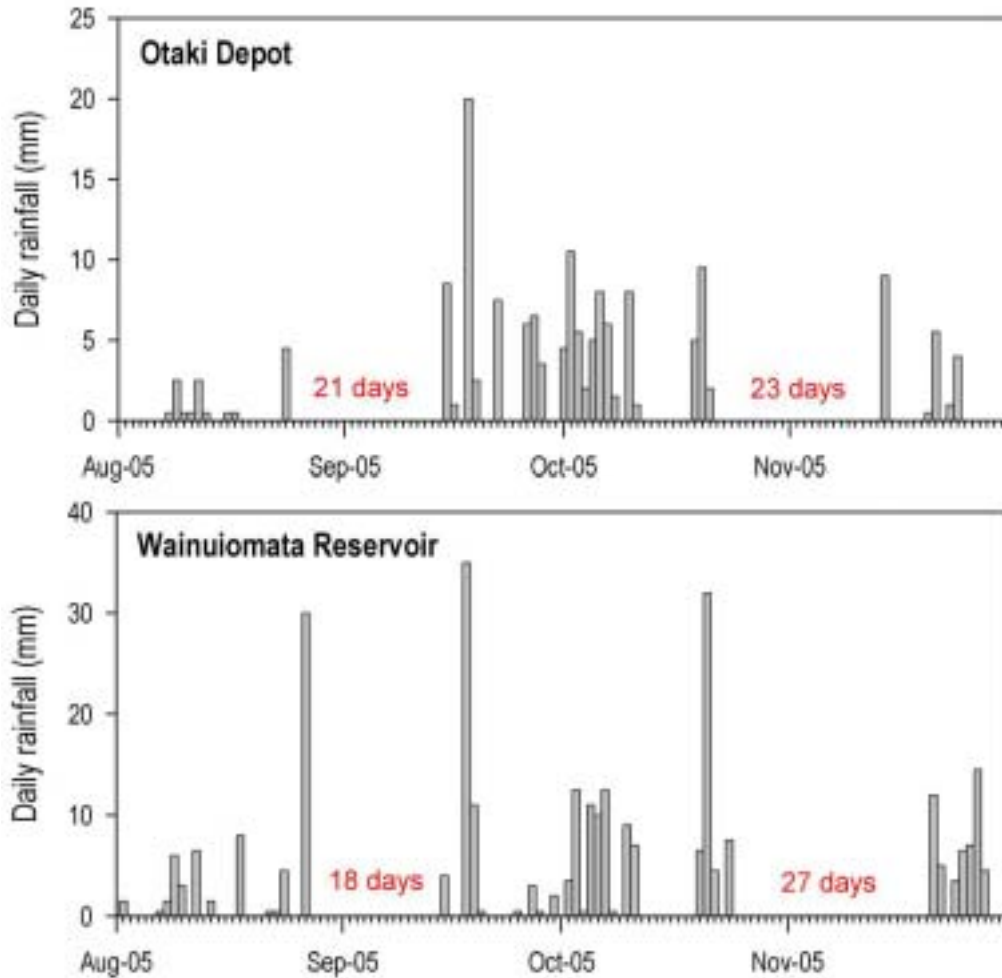 25
Otaki Depot
20
15
10
5
0
Daily rainfall (mm)
21 days
23 days
Aug-05
Sep-05
Oct-05
Nov-05
40
Wainuiomata Reservoir
30
20
10
0
Daily rainfall (mm)
18 days
27 days
Aug-05
Sep-05
Oct-05
Nov-05